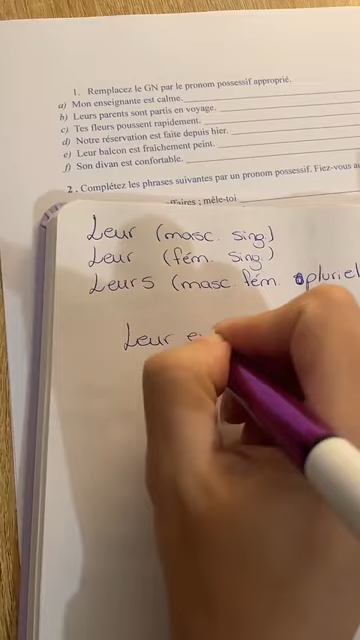 1. Remplacez le GN par le pronom possessif approprié.
a) Mon enseignante est calme.
b) Leurs parents sont partis en voyage.
c) Tes fleurs poussent rapidement.
d) Notre réservation est faite depuis hier.
e) Leur balcon est fraîchement peint.
f) Son divan est confortable.
2. Complétez les phrases suivantes par un pronom possessif. Fiez-vous
; mêle-toi
Leur (masc. sing)
Leur (fém. sing.)
Leurs (masc fém. pluriel
Leur